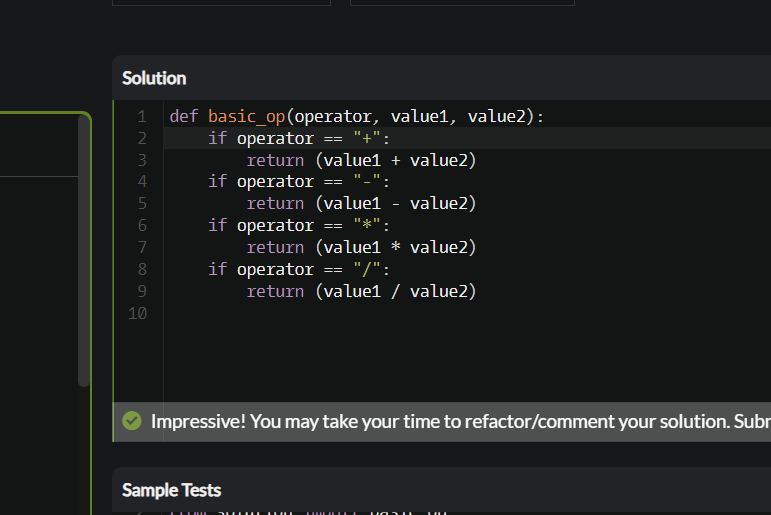 Solution
1 def basic_op(operator, value1, value2):
2     if operator == "+":
3         return (value1 + value2)
4     if operator == "-":
5         return (value1 - value2)
6     if operator == "*":
7         return (value1 * value2)
8     if operator == "/":
9         return (value1 / value2)
10
Impressive! You may take your time to refactor/comment your solution.
Sample Tests